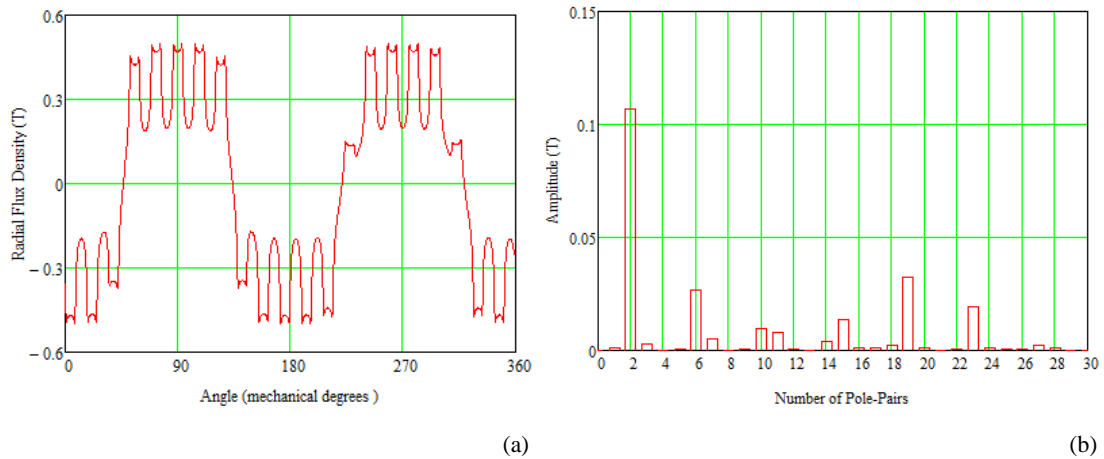 0.6
0.3
0
− 0.3
− 0.6
Radial Flux Density (T)
0 90 180 270 360
Angle (mechanical degrees )
(a)
0.15
0.1
0.05
0
Amplitude (T)
0 2 4 6 8 10 12 14 16 18 20 22 24 26 28 30
Number of Pole-Pairs
(b)